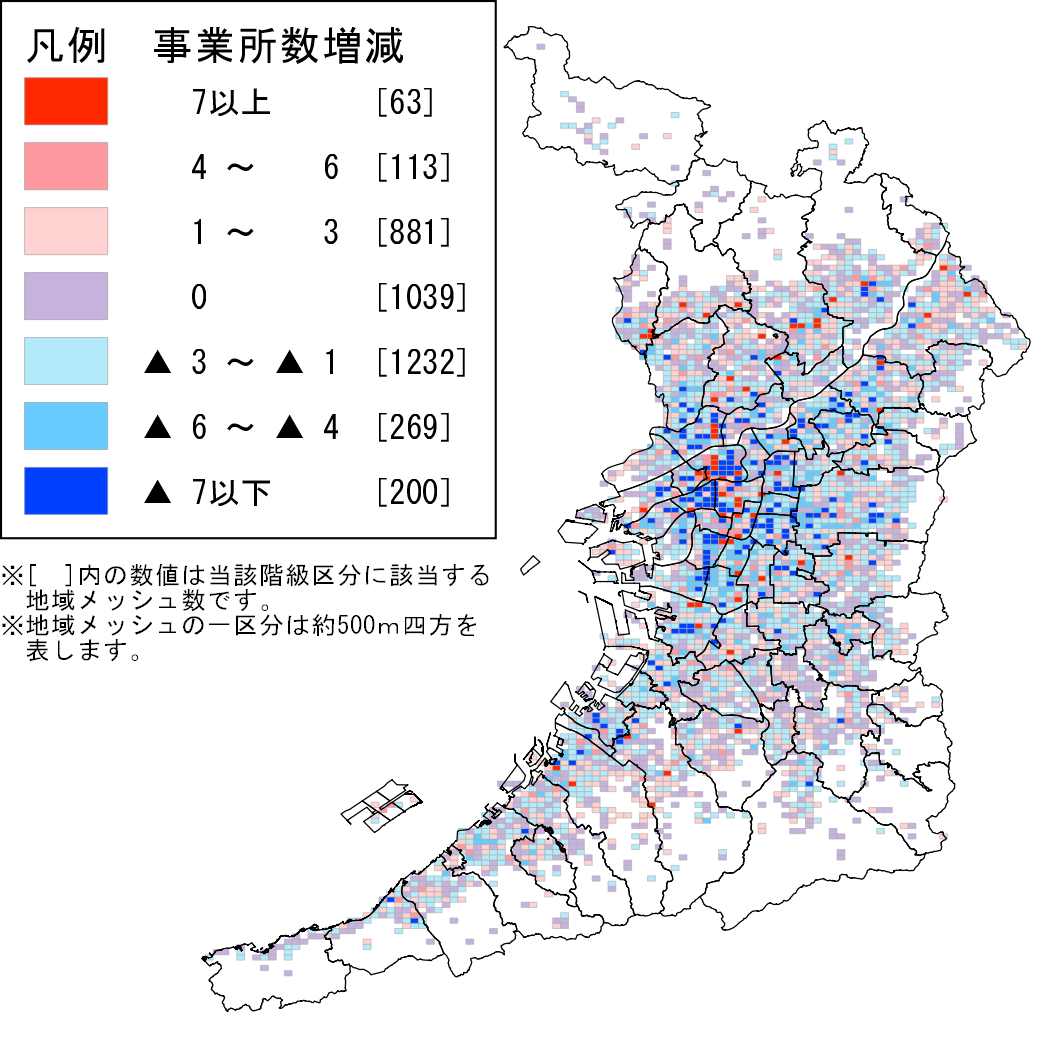 凡例 事業所数増減
7以上 [63]
4 ～ 6 [113]
1 ～ 3 [881]
0 [1039]
▲ 3 ～ ▲ 1 [1232]
▲ 6 ～ ▲ 4 [269]
▲ 7以下 [200]
※[ ]内の数値は当該階級区分に該当する
地域メッシュ数です。
※地域メッシュの一区分は約500ｍ四方を
表します。